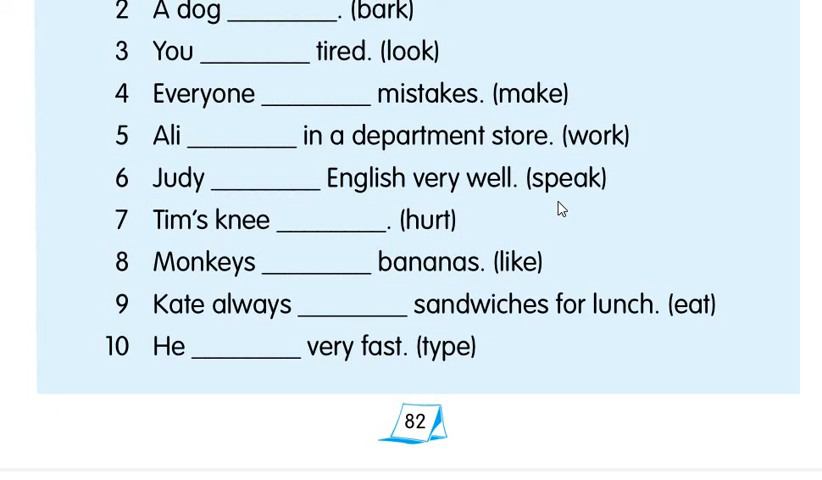 2 A dog ________. (bark)
3 You ________ tired. (look)
4 Everyone ________ mistakes. (make)
5 Ali ________ in a department store. (work)
6 Judy ________ English very well. (speak)
7 Tim's knee ________. (hurt)
8 Monkeys ________ bananas. (like)
9 Kate always ________ sandwiches for lunch. (eat)
10 He ________ very fast. (type)
82